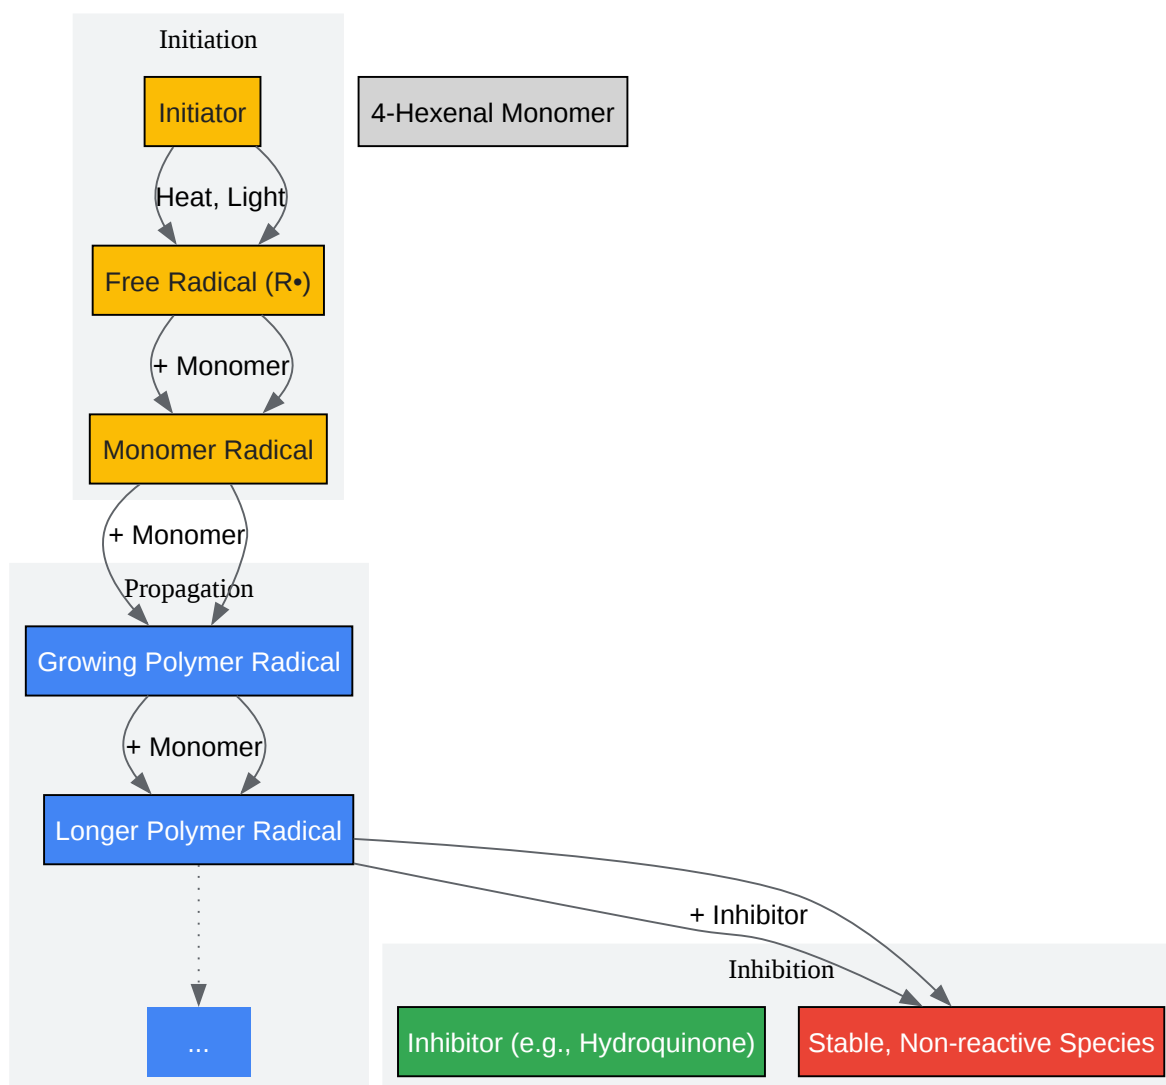 Initiation
Initiator
4-Hexenal Monomer
Heat, Light
Free Radical (R•)
+ Monomer
Monomer Radical
+ Monomer
Propagation
Growing Polymer Radical
+ Monomer
Longer Polymer Radical
+ Inhibitor
Inhibition
...
Inhibitor (e.g., Hydroquinone)
Stable, Non-reactive Species